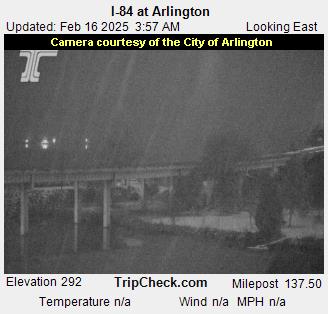 I-84 at Arlington
Updated: Feb 16 2025  3:57 AM Looking East
Camera courtesy of the City of Arlington
Elevation 292 TripCheck.com Milepost 137.50
Temperature n/a Wind n/a MPH n/a